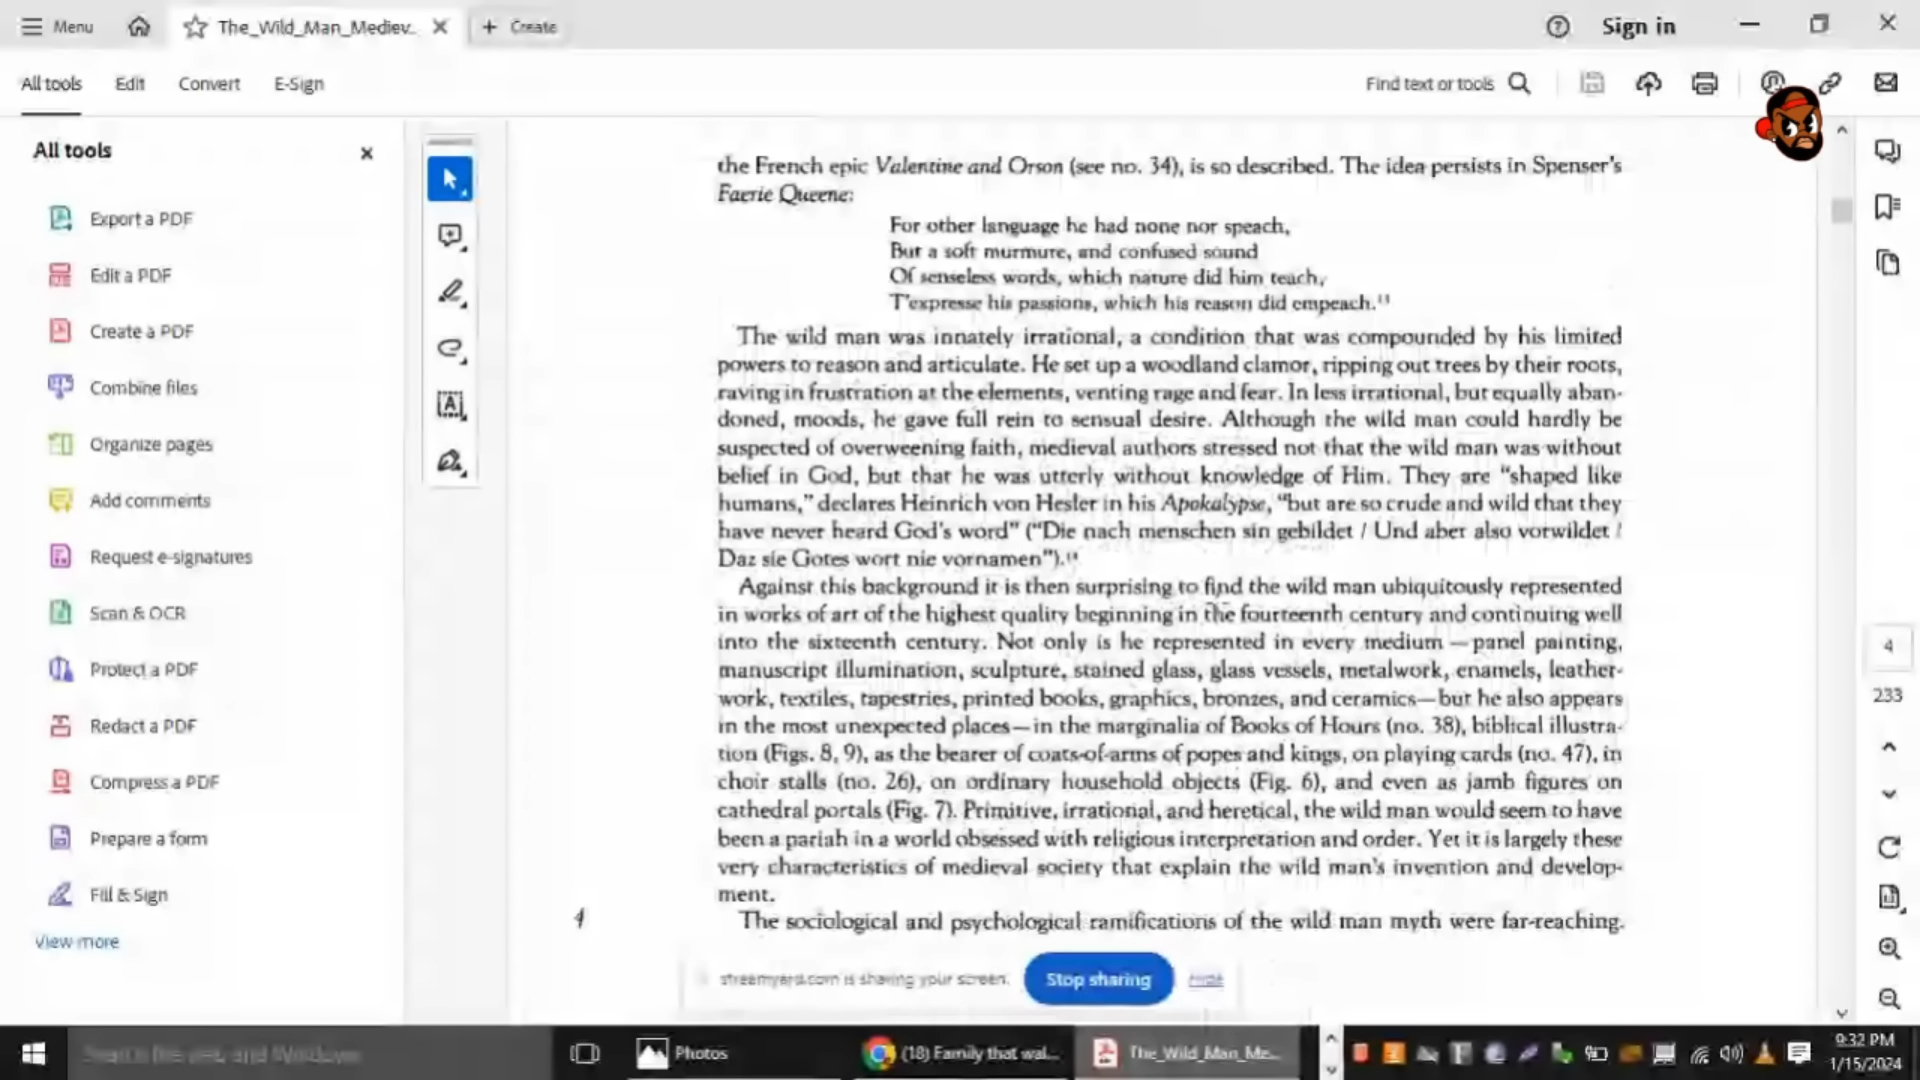 Menu
The_Wild_Man_Mediev..
Create
Sign in
All tools
Edit
Convert
E-Sign
Find text or tools
All tools
Export a PDF
Edit a PDF
Create a PDF
Combine files
Organize pages
Add comments
Request e-signatures
Scan & OCR
Protect a PDF
Redact a PDF
Compress a PDF
Prepare a form
Fill & Sign
View more
the French epic Valentine and Orson (see no. 34), is so described. The idea persists in Spenser's
Faerie Queene:
For other language he had none nor speach,
But a soft murmure, and confused sound
Of senseless words, which nature did him teach,
T'expresse his passions, which his reason did empeach.¹³
The wild man was innately irrational, a condition that was compounded by his limited
powers to reason and articulate. He set up a woodland clamor, ripping out trees by their roots,
raving in frustration at the elements, venting rage and fear. In less irrational, but equally aban-
doned, moods, he gave full rein to sensual desire. Although the wild man could hardly be
suspected of overweening faith, medieval authors stressed not that the wild man was without
belief in God, but that he was utterly without knowledge of Him. They are "shaped like
humans," declares Heinrich von Hesler in his Apokalypse, "but are so crude and wild that they
have never heard God's word" ("Die nach menschen sin gebildet / Und aber also vorwildet /
Daz sie Gotes wort nie vornamen").¹⁴
Against this background it is then surprising to find the wild man ubiquitously represented
in works of art of the highest quality beginning in the fourteenth century and continuing well
into the sixteenth century. Not only is he represented in every medium—panel painting,
manuscript illumination, sculpture, stained glass, glass vessels, metalwork, enamels, leather-
work, textiles, tapestries, printed books, graphics, bronzes, and ceramics—but he also appears
in the most unexpected places—in the marginalia of Books of Hours (no. 38), biblical illustra-
tion (Figs. 8, 9), as the bearer of coats-of-arms of popes and kings, on playing cards (no. 47), in
choir stalls (no. 26), on ordinary household objects (Fig. 6), and even as jamb figures on
cathedral portals (Fig. 7). Primitive, irrational, and heretical, the wild man would seem to have
been a pariah in a world obsessed with religious interpretation and order. Yet it is largely these
very characteristics of medieval society that explain the wild man's invention and develop-
ment.
4
The sociological and psychological ramifications of the wild man myth were far-reaching.
4
233
streamyard.com is sharing your screen.
Stop sharing
Hide
Search the web and Windows
Photos
(18) Family that wal...
The_Wild_Man_Me...
9:32 PM
1/15/2024